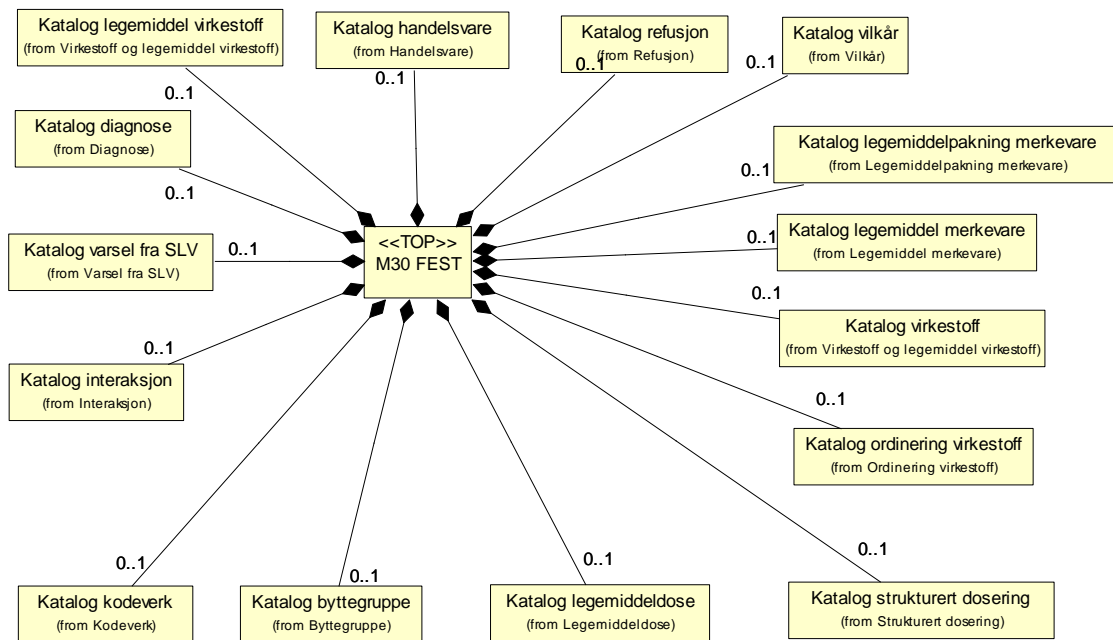 Katalog legemiddel virkestoff
(from Virkestoff og legemiddel virkestoff)
0..1
Katalog handelsvare
(from Handelsvare)
0..1
Katalog refusjon
(from Refusjon)
0..1
Katalog vilkår
(from Vilkår)
0..1
Katalog diagnose
(from Diagnose)
0..1
Katalog legemiddelpakning merkevare
(from Legemiddelpakning merkevare)
0..1
<<TOP>>
M30 FEST
Katalog varsel fra SLV
(from Varsel fra SLV)
0..1
Katalog legemiddel merkevare
(from Legemiddel merkevare)
0..1
Katalog virkestoff
(from Virkestoff og legemiddel virkestoff)
0..1
Katalog interaksjon
(from Interaksjon)
0..1
Katalog ordinering virkestoff
(from Ordinering virkestoff)
0..1
Katalog kodeverk
(from Kodeverk)
0..1
Katalog byttegruppe
(from Byttegruppe)
0..1
Katalog legemiddeldose
(from Legemiddeldose)
0..1
Katalog strukturert dosering
(from Strukturert dosering)
0..1